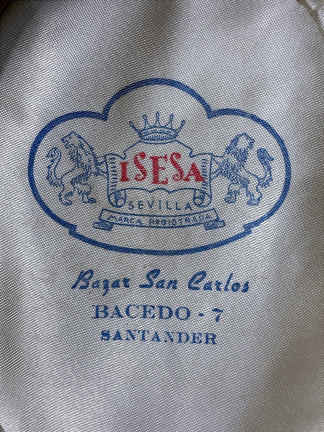 ISESA
SEVILLA
MARCA REGISTRADA
Bazar San Carlos
BACEDO - 7
SANTANDER